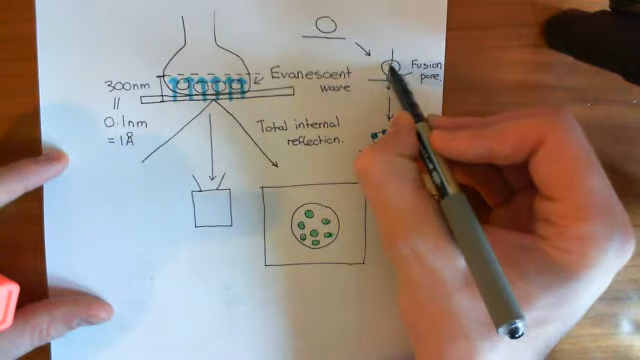 300nm
||
0.1nm
= 1Å
Evanescent
wave
Total internal
reflection.
Fusion
pore.